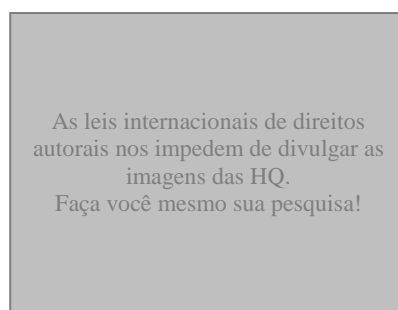 As leis internacionais de direitos
autorais nos impedem de divulgar as
imagens das HQ.
Faça você mesmo sua pesquisa!